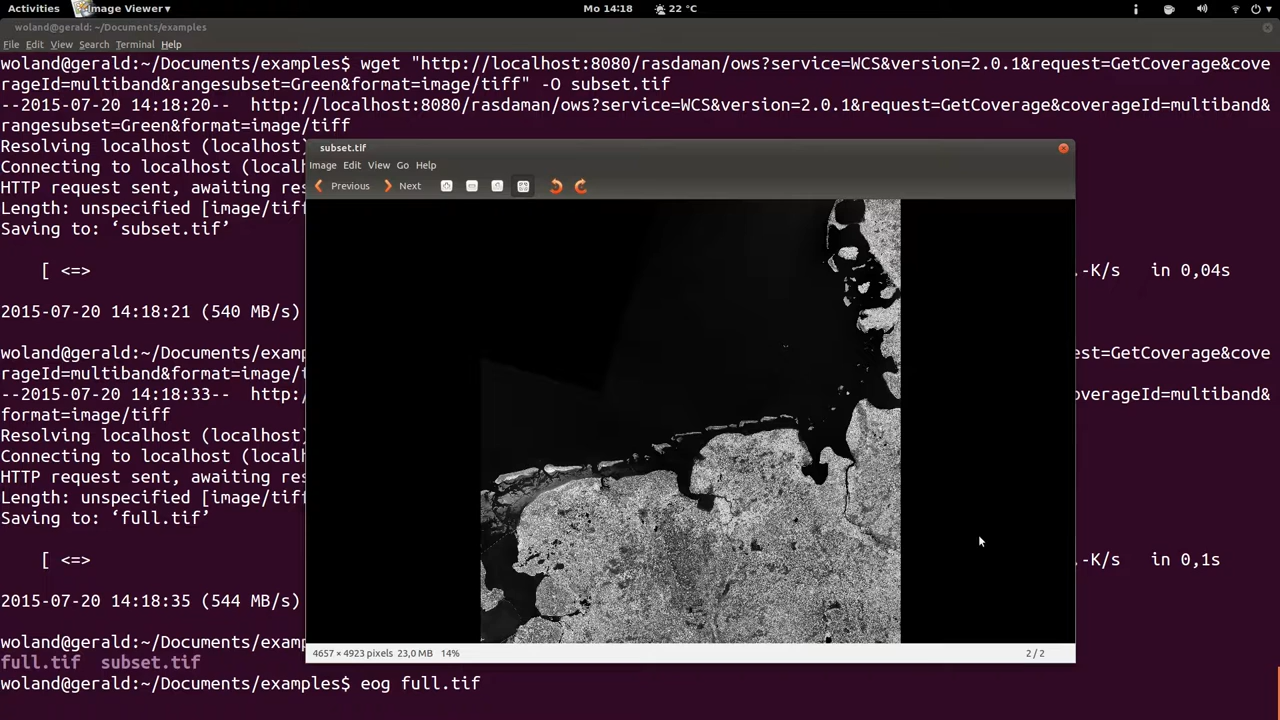 Activities Image Viewer▾ Mo 14:18 22 °C
woland@gerald: ~/Documents/examples
File Edit View Search Terminal Help
woland@gerald:~/Documents/examples$ wget "http://localhost:8080/rasdaman/ows?service=WCS&version=2.0.1&request=GetCoverage&cove
rageId=multiband&rangesubset=Green&format=image/tiff" -O subset.tif
--2015-07-20 14:18:20-- http://localhost:8080/rasdaman/ows?service=WCS&version=2.0.1&request=GetCoverage&coverageId=multiband&
rangesubset=Green&format=image/tiff
Resolving localhost (localhost)
Connecting to localhost (local
HTTP request sent, awaiting res
Length: unspecified [image/tiff
Saving to: ‘subset.tif’
[ <=> .-K/s in 0,04s
2015-07-20 14:18:21 (540 MB/s)
woland@gerald:~/Documents/examp est=GetCoverage&cove
rageId=multiband&format=image/t
--2015-07-20 14:18:33-- http:/ overageId=multiband&
format=image/tiff
Resolving localhost (localhost)
Connecting to localhost (local
HTTP request sent, awaiting res
Length: unspecified [image/tiff
Saving to: ‘full.tif’
[ <=> .-K/s in 0,1s
2015-07-20 14:18:35 (544 MB/s)
woland@gerald:~/Documents/examp
full.tif subset.tif
woland@gerald:~/Documents/examples$ eog full.tif
subset.tif
Image Edit View Go Help
Previous Next
4657 × 4923 pixels 23,0 MB 14% 2 / 2